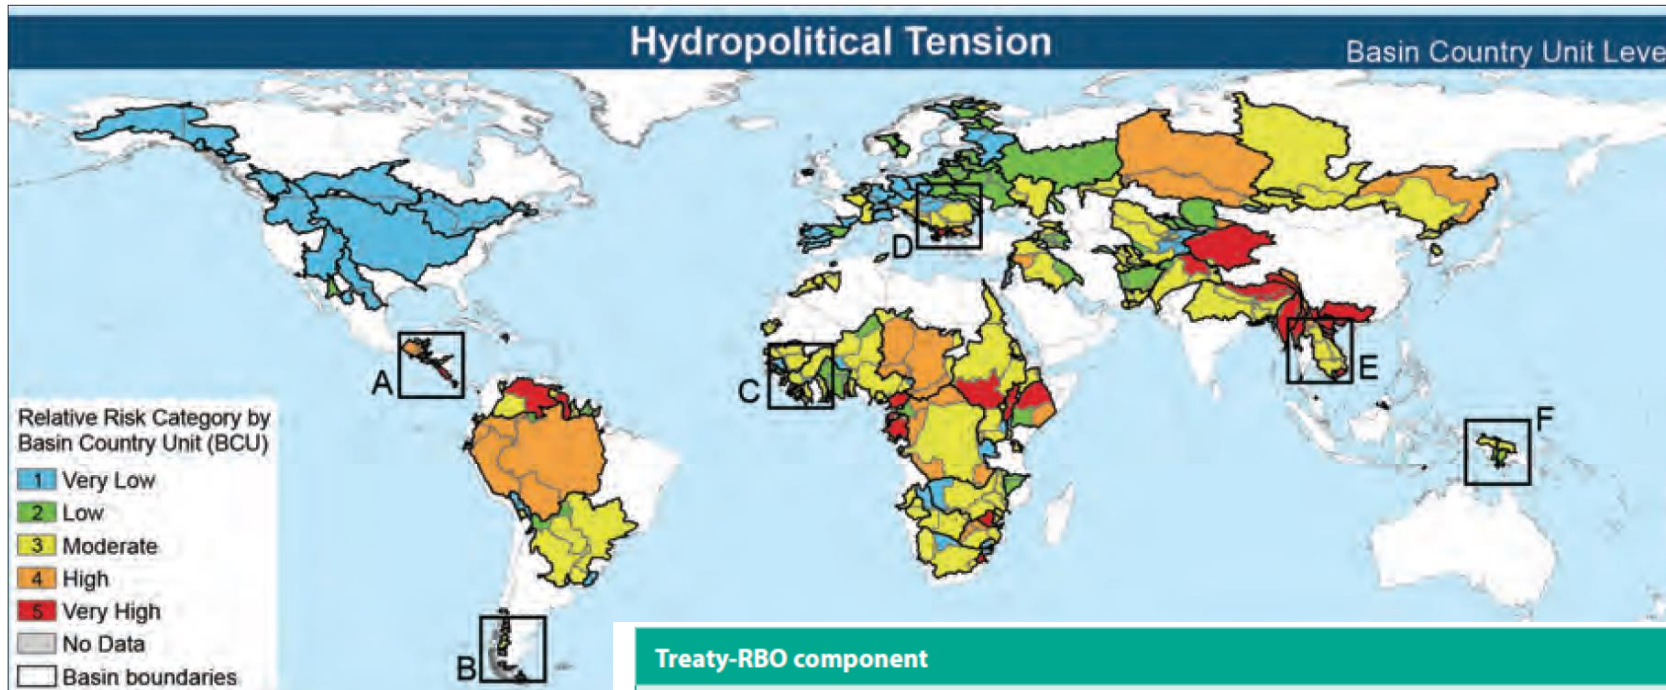 Hydropolitical Tension
Basin Country Unit Leve
A
B
C
D
E
F
Relative Risk Category by
Basin Country Unit (BCU)
1 Very Low
2 Low
3 Moderate
4 High
5 Very High
No Data
Basin boundaries
Treaty-RBO component